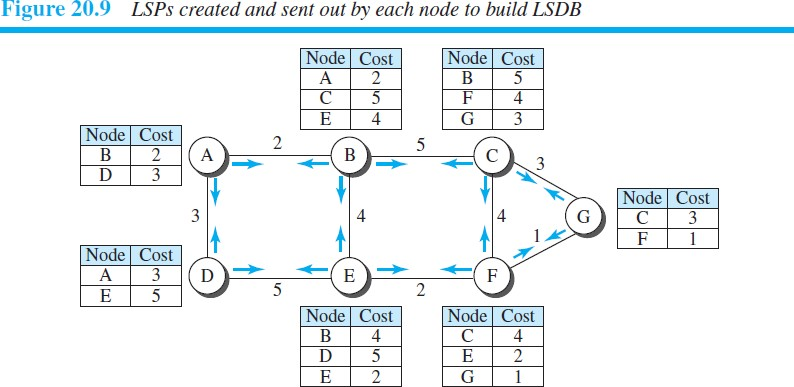 Figure 20.9 LSPs created and sent out by each node to build LSDB
Node Cost
A 2
C 5
E 4
Node Cost
B 5
F 4
G 3
Node Cost
B 2
D 3
A
2
B
5
C
3
3
4
4
G
1
Node Cost
C 3
F 1
Node Cost
A 3
E 5
D
5
E
2
F
Node Cost
B 4
D 5
E 2
Node Cost
C 4
E 2
G 1